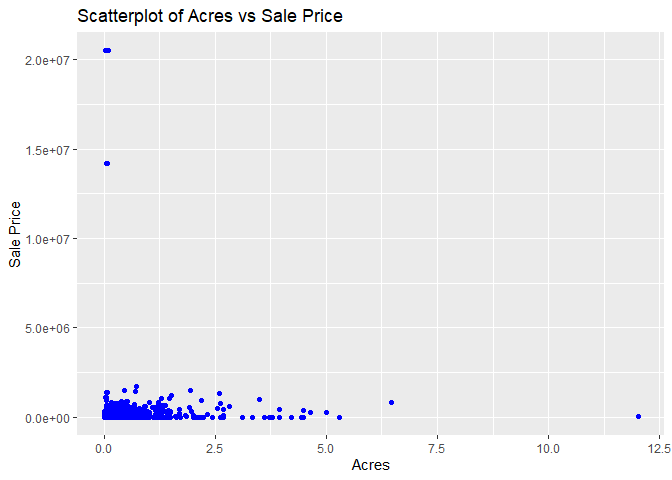 Scatterplot of Acres vs Sale Price
2.0e+07
1.5e+07
1.0e+07
5.0e+06
0.0e+00
Sale Price
0.0 2.5 5.0 7.5 10.0 12.5
Acres